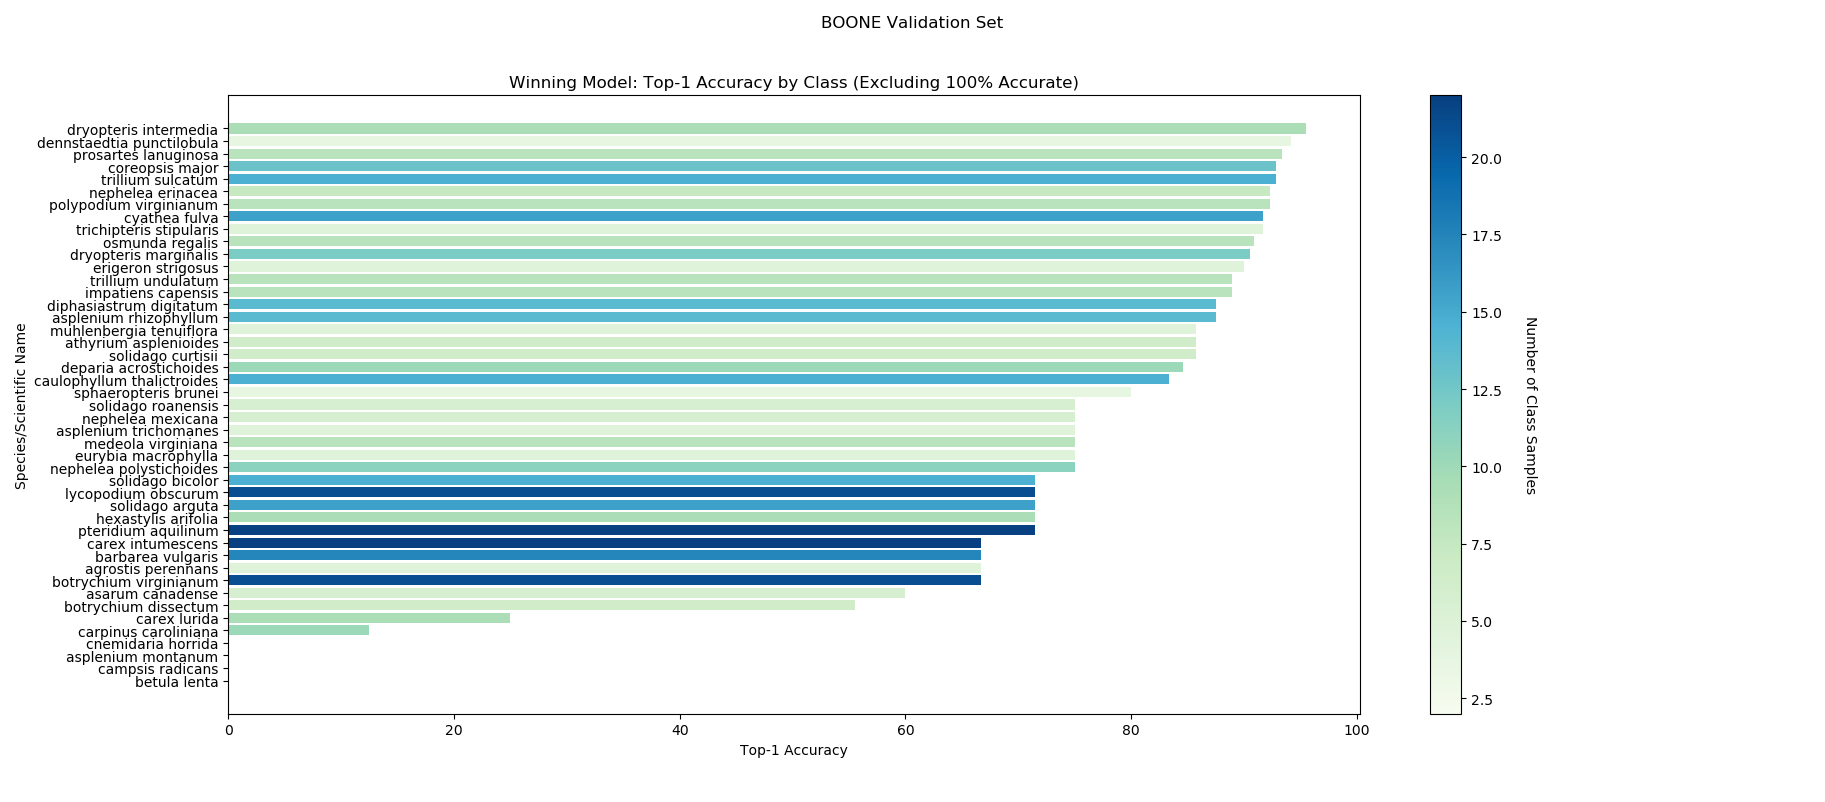 BOONE Validation Set
Winning Model: Top-1 Accuracy by Class (Excluding 100% Accurate)
Species/Scientific Name
dryopteris intermedia
dennstaedtia punctilobula
prosartes lanuginosa
coreopsis major
trillium sulcatum
nephelea erinacea
polypodium virginianum
cyathea fulva
trichipteris stipularis
osmunda regalis
dryopteris marginalis
erigeron strigosus
trillium undulatum
impatiens capensis
diphasiastrum digitatum
asplenium rhizophyllum
muhlenbergia tenuiflora
athyrium asplenioides
solidago curtisii
deparia acrostichoides
caulophyllum thalictroides
sphaeropteris brunei
solidago roanensis
nephelea mexicana
asplenium trichomanes
medeola virginiana
eurybia macrophylla
nephelea polystichoides
solidago bicolor
lycopodium obscurum
solidago arguta
hexastylis arifolia
pteridium aquilinum
carex intumescens
barbarea vulgaris
agrostis perennans
botrychium virginianum
asarum canadense
botrychium dissectum
carex lurida
carpinus caroliniana
cnemidaria horrida
asplenium montanum
campsis radicans
betula lenta
0 20 40 60 80 100
Top-1 Accuracy
20.0
17.5
15.0
12.5
10.0
7.5
5.0
2.5
Number of Class Samples